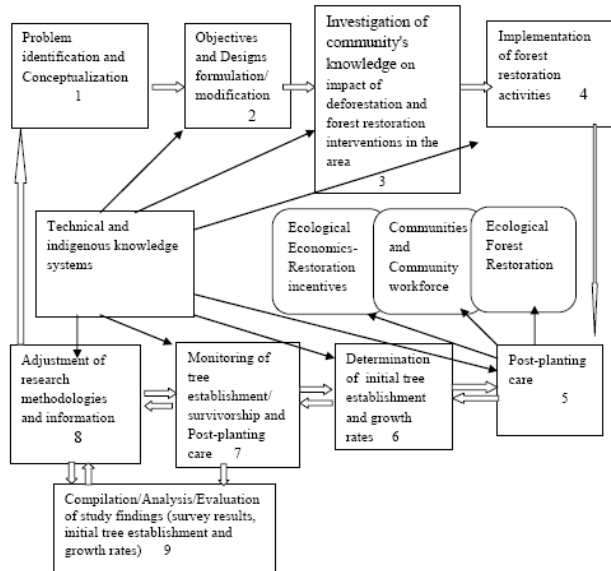 Problem
identification and
Conceptualization
1
Objectives and
Designs
formulation/
modification
2
Investigation of
community's
knowledge on
impact of
deforestation and
forest restoration
interventions in the
area
3
Implementation of
forest
restoration
activities 4
Technical and
indigenous knowledge
systems
Ecological
Economics-
Restoration
incentives
Communities
and
Community
workforce
Ecological
Forest
Restoration
Adjustment of
research
methodologies
and information
8
Monitoring of
tree
establishment/
survivorship and
Post-planting
care 7
Determination
of initial tree
establishment
and growth
rates 6
Post-planting
care
5
Compilation/Analysis/Evaluation
of study findings (survey results,
initial tree establishment and
growth rates) 9